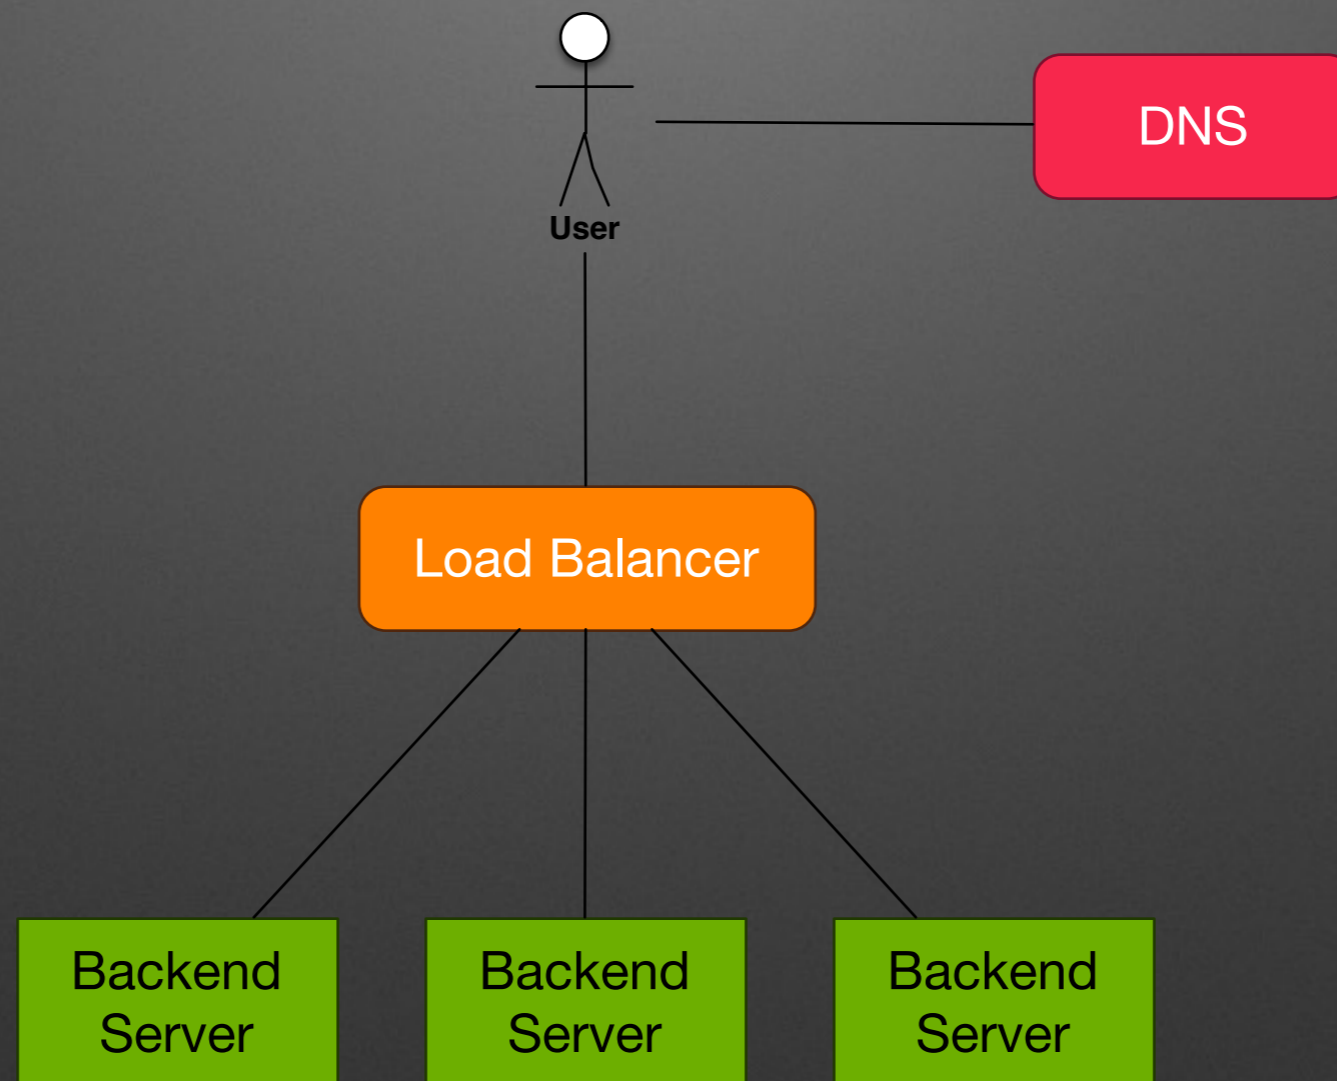 DNS
User
Load Balancer
Backend
Server
Backend
Server
Backend
Server